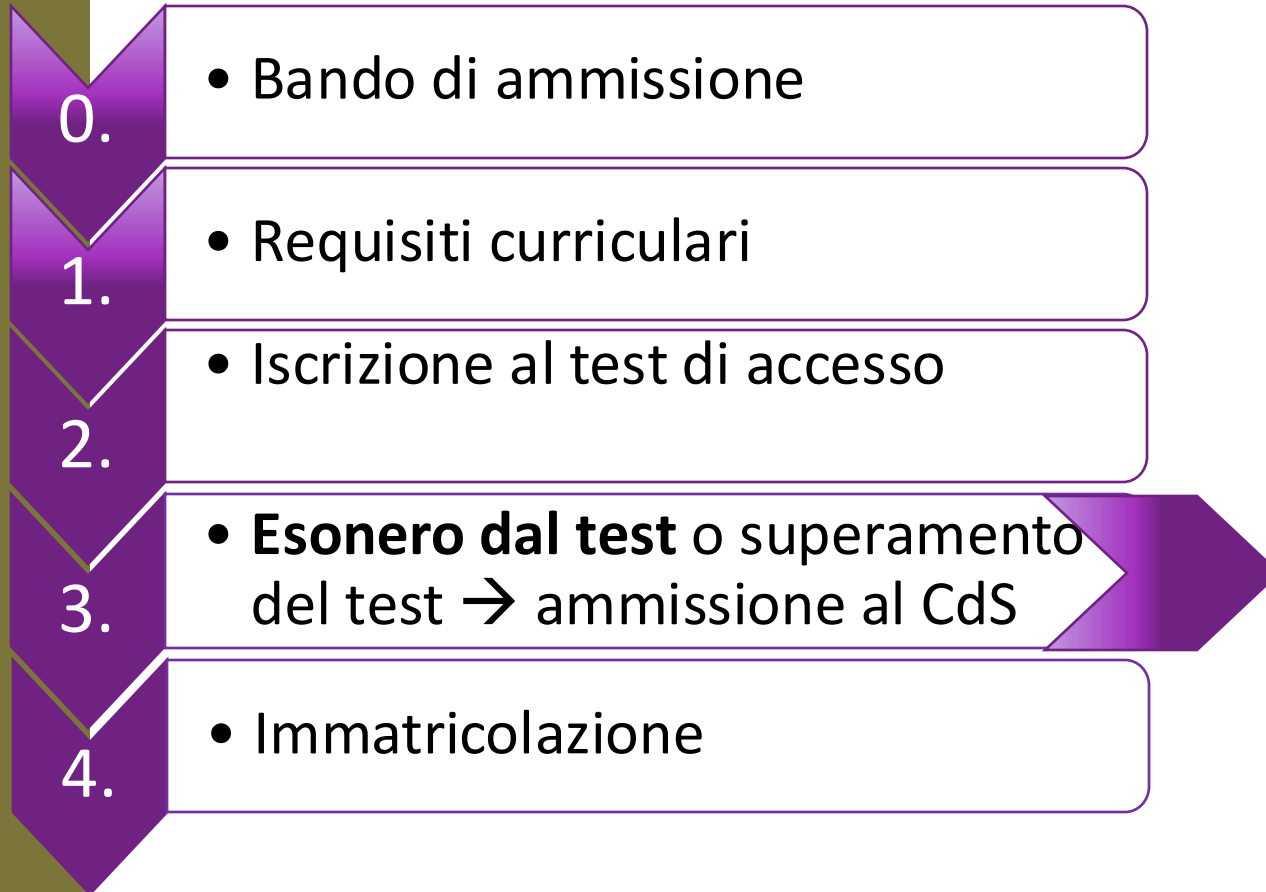 0.
• Bando di ammissione
1.
• Requisiti curriculari
2.
• Iscrizione al test di accesso
3.
• Esonero dal test o superamento
del test → ammissione al CdS
4.
• Immatricolazione